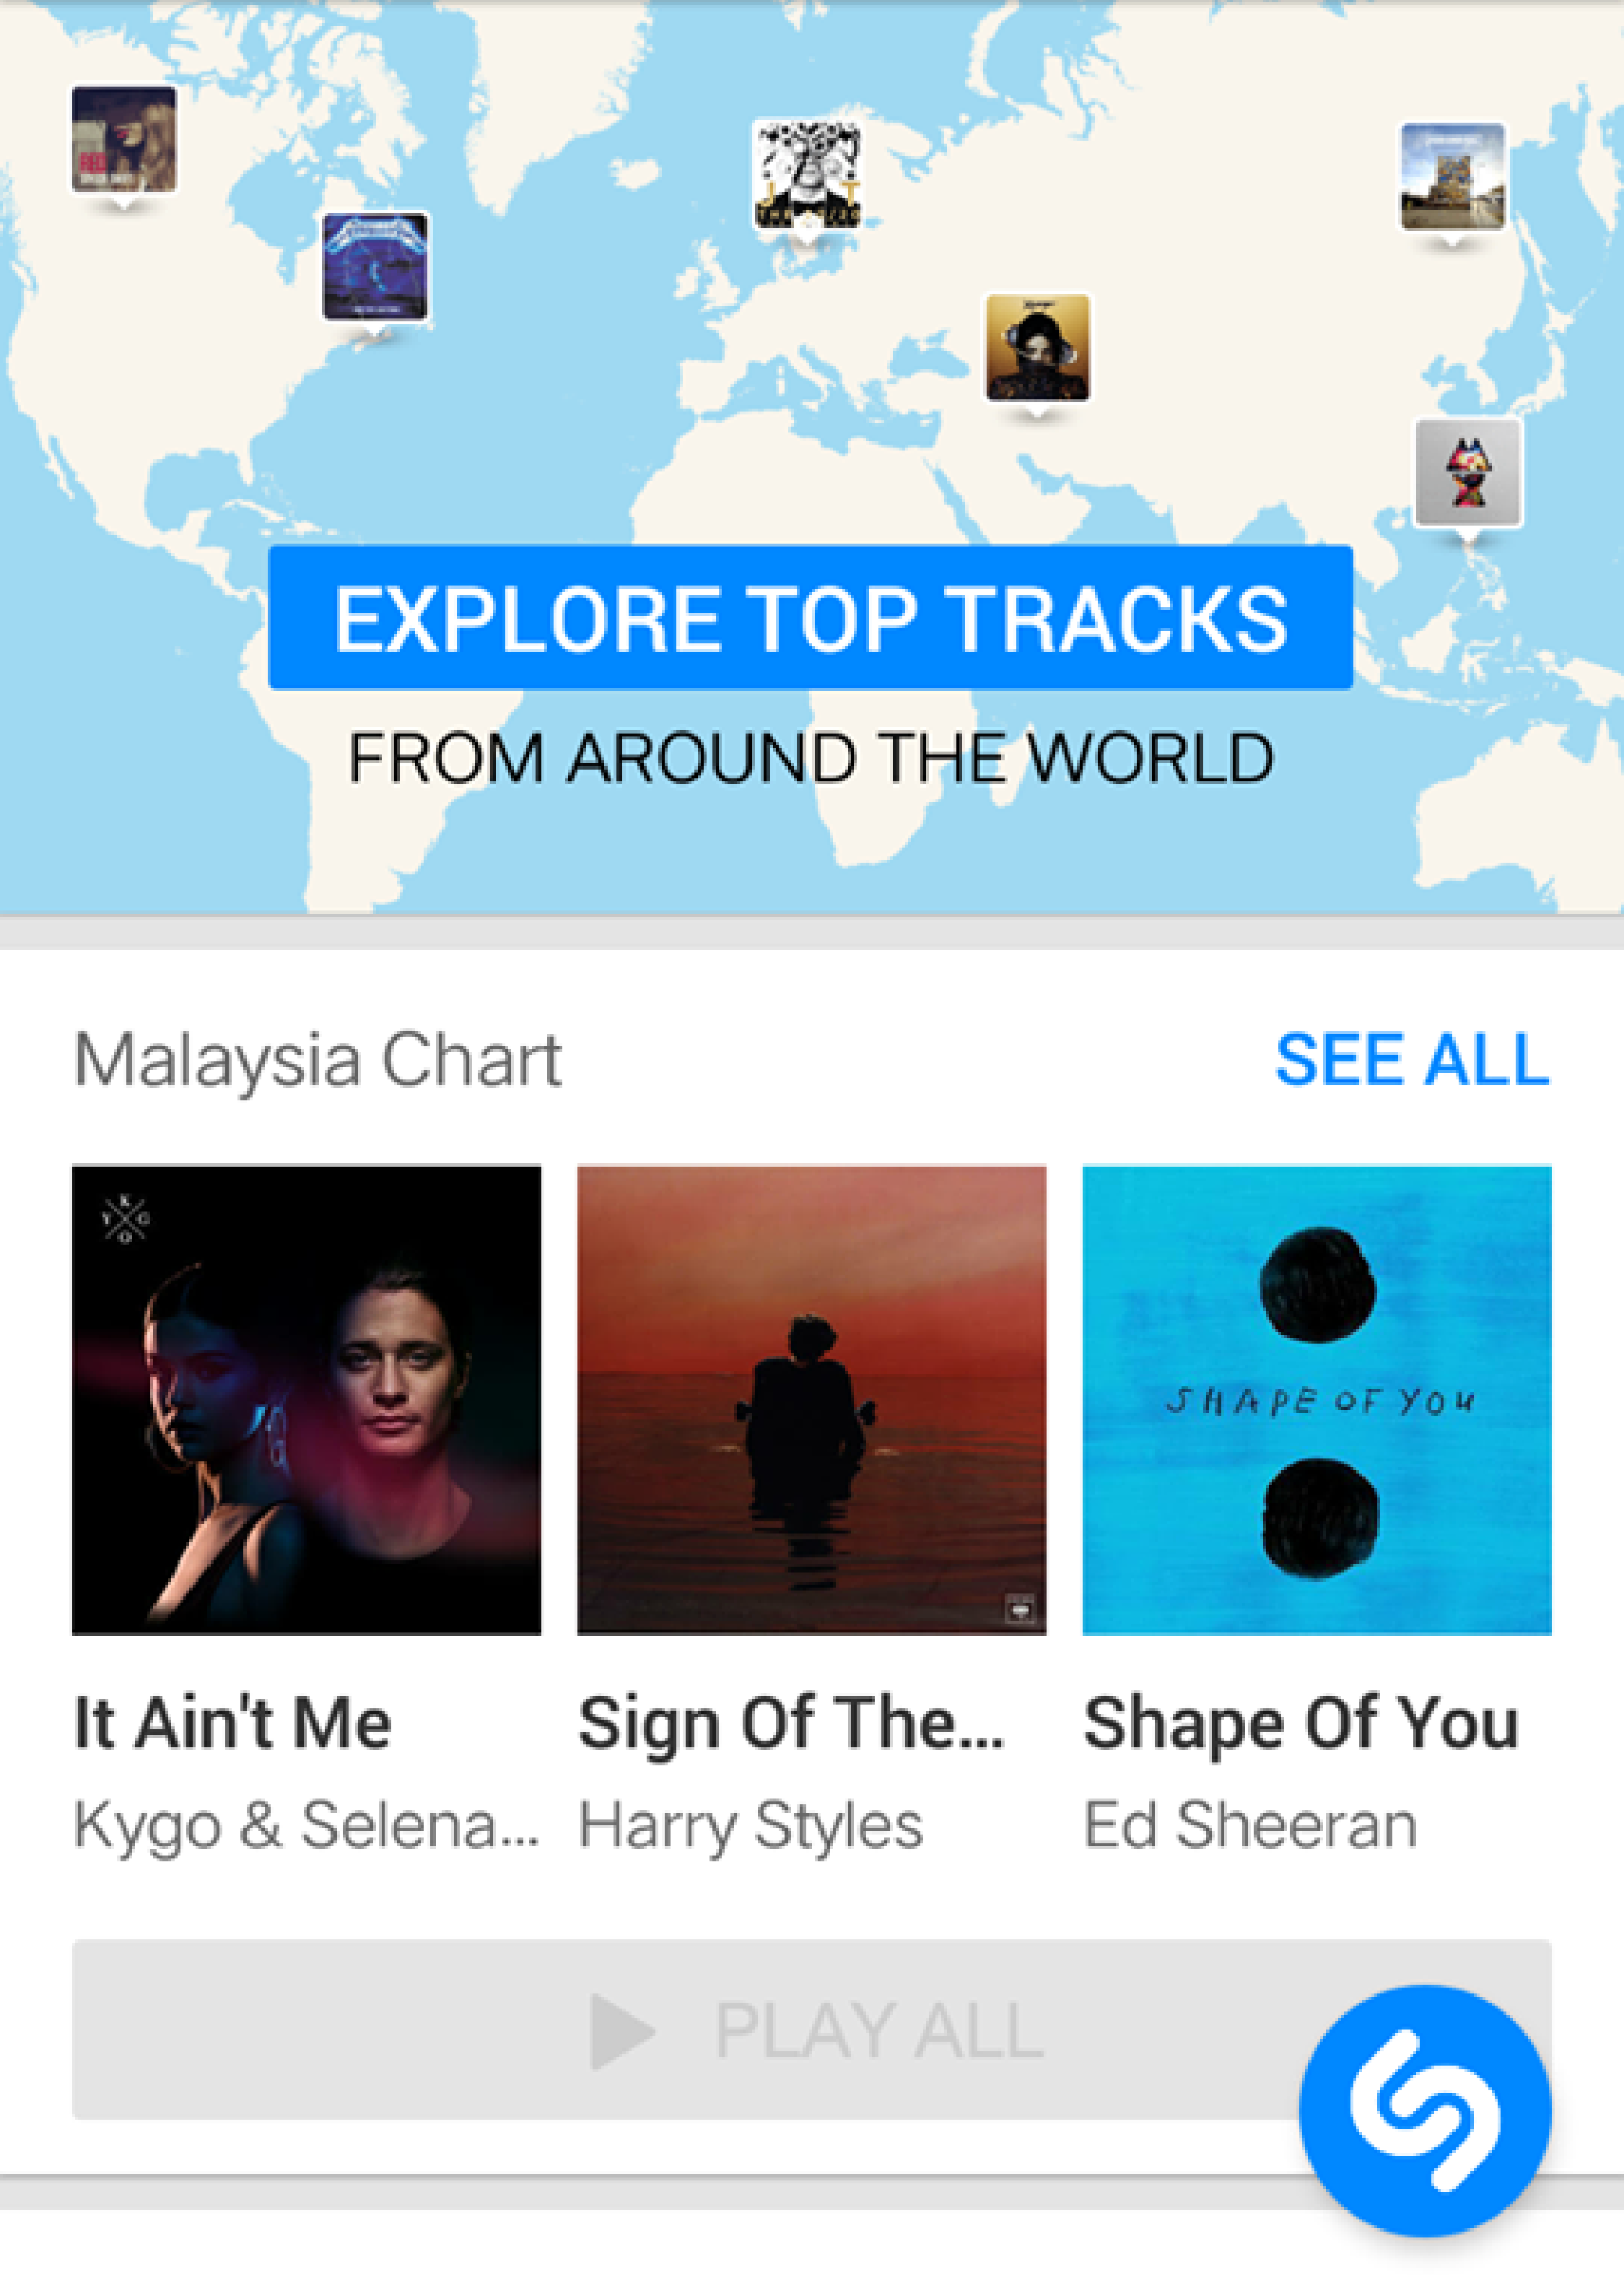 EXPLORE TOP TRACKS
FROM AROUND THE WORLD
Malaysia Chart
SEE ALL
K
Y G
O
SHAPE OF YOU
It Ain't Me
Sign Of The...
Shape Of You
Kygo & Selena...
Harry Styles
Ed Sheeran
PLAY ALL